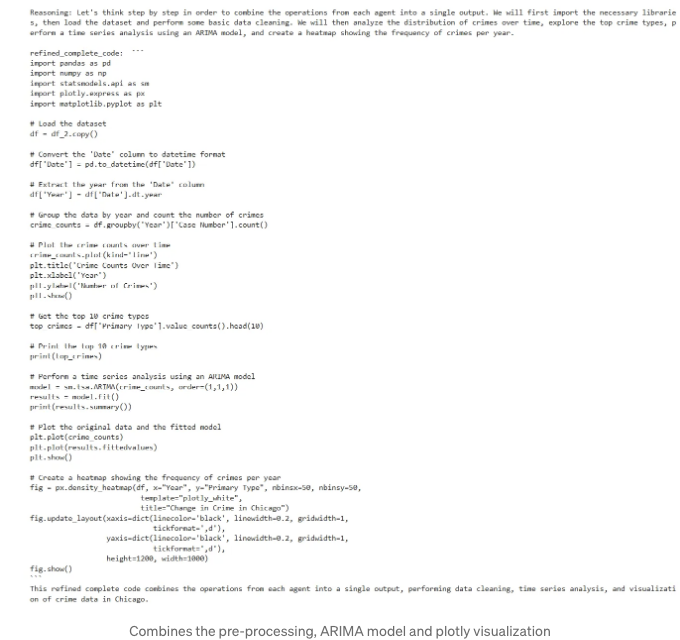 Reasoning: Let's think step by step in order to combine the operations from each agent into a single output. We will first import the necessary librarie
s, then load the dataset and perform some basic data cleaning. We will then analyze the distribution of crimes over time, explore the top crime types, p
erform a time series analysis using an ARIMA model, and create a heatmap showing the frequency of crimes per year.
refined_complete_code: ```
import pandas as pd
import numpy as np
import statsmodels.api as sm
import plotly.express as px
import matplotlib.pyplot as plt
# Load the dataset
df = df_2.copy()
# Convert the 'Date' column to datetime format
df['Date'] = pd.to_datetime(df['Date'])
# Extract the year from the 'Date' column
df['Year'] = df['Date'].dt.year
# Group the data by year and count the number of crimes
crime_counts = df.groupby('Year')['Case Number'].count()
# Plot the crime counts over time
crime_counts.plot(kind='line')
plt.title('Crime Counts Over Time')
plt.xlabel('Year')
plt.ylabel('Number of Crimes')
plt.show()
# Get the top 10 crime types
top_crimes = df['Primary Type'].value_counts().head(10)
# Print the top 10 crime types
print(top_crimes)
# Perform a time series analysis using an ARIMA model
model = sm.tsa.ARIMA(crime_counts, order=(1,1,1))
results = model.fit()
print(results.summary())
# Plot the original data and the fitted model
plt.plot(crime_counts)
plt.plot(results.fittedvalues)
plt.show()
# Create a heatmap showing the frequency of crimes per year
fig = px.density_heatmap(df, x="Year", y="Primary Type", nbinsx=50, nbinsy=50,
template="plotly_white",
title="Change in Crime in Chicago")
fig.update_layout(xaxis=dict(linecolor='black', linewidth=0.2, gridwidth=1,
tickformat=',d'),
yaxis=dict(linecolor='black', linewidth=0.2, gridwidth=1,
tickformat=',d'),
height=1200, width=1000)
fig.show()
```
This refined complete code combines the operations from each agent into a single output, performing data cleaning, time series analysis, and visualizati
on of crime data in Chicago.
Combines the pre-processing, ARIMA model and plotly visualization